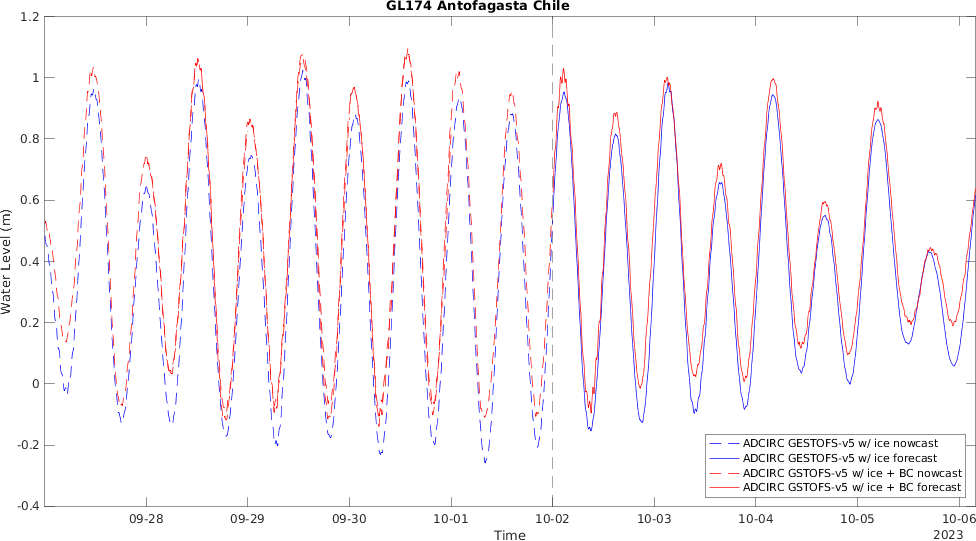 GL174 Antofagasta Chile
1.2
1
0.8
0.6
0.4
0.2
0
-0.2
-0.4
Water Level (m)
ADCIRC GESTOFS-v5 w/ ice nowcast
ADCIRC GESTOFS-v5 w/ ice forecast
ADCIRC GSTOFS-v5 w/ ice + BC nowcast
ADCIRC GSTOFS-v5 w/ ice + BC forecast
09-28 09-29 09-30 10-01 10-02 10-03 10-04 10-05 10-06
Time
2023